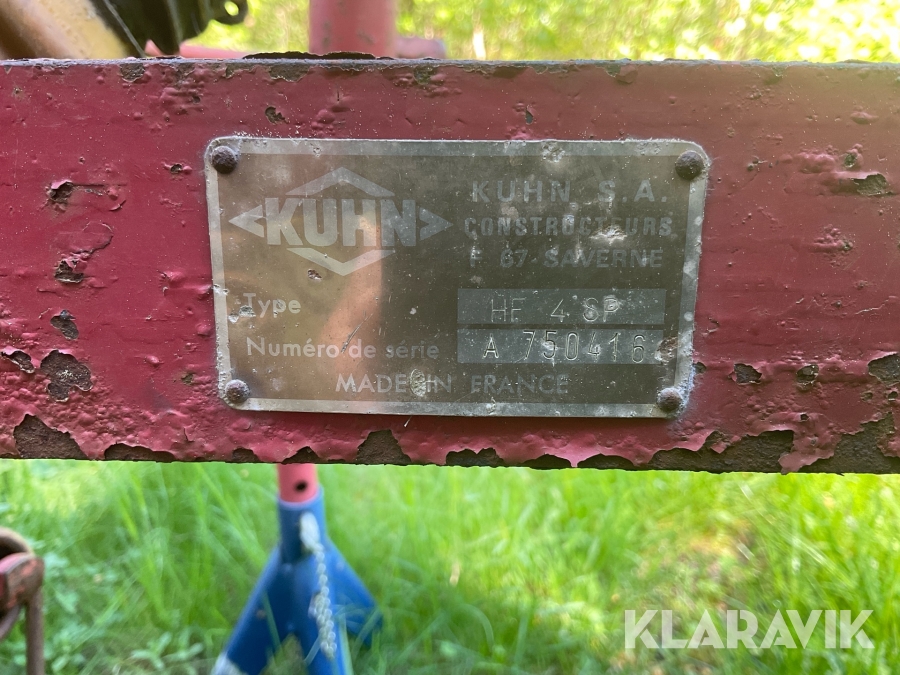 KUHN
KUHN S.A.
CONSTRUCTEURS
F 67 SAVERNE
Type HF 4 SP
Numéro de série A 750416
MADE IN FRANCE
KLARAVIK